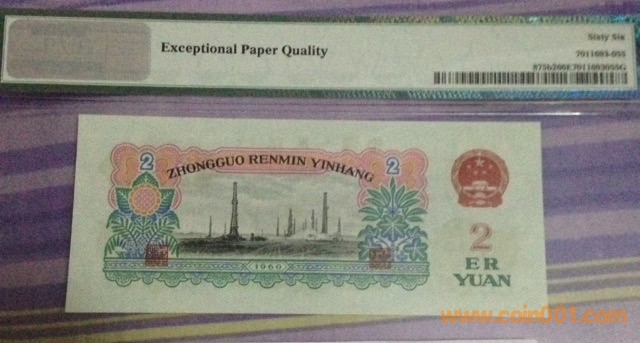 Exceptional Paper Quality
Sixty Six
7011693-055
2
2
ZHONGGUO RENMIN YINHANG
1960
2
ER
YUAN
www.coin001.com